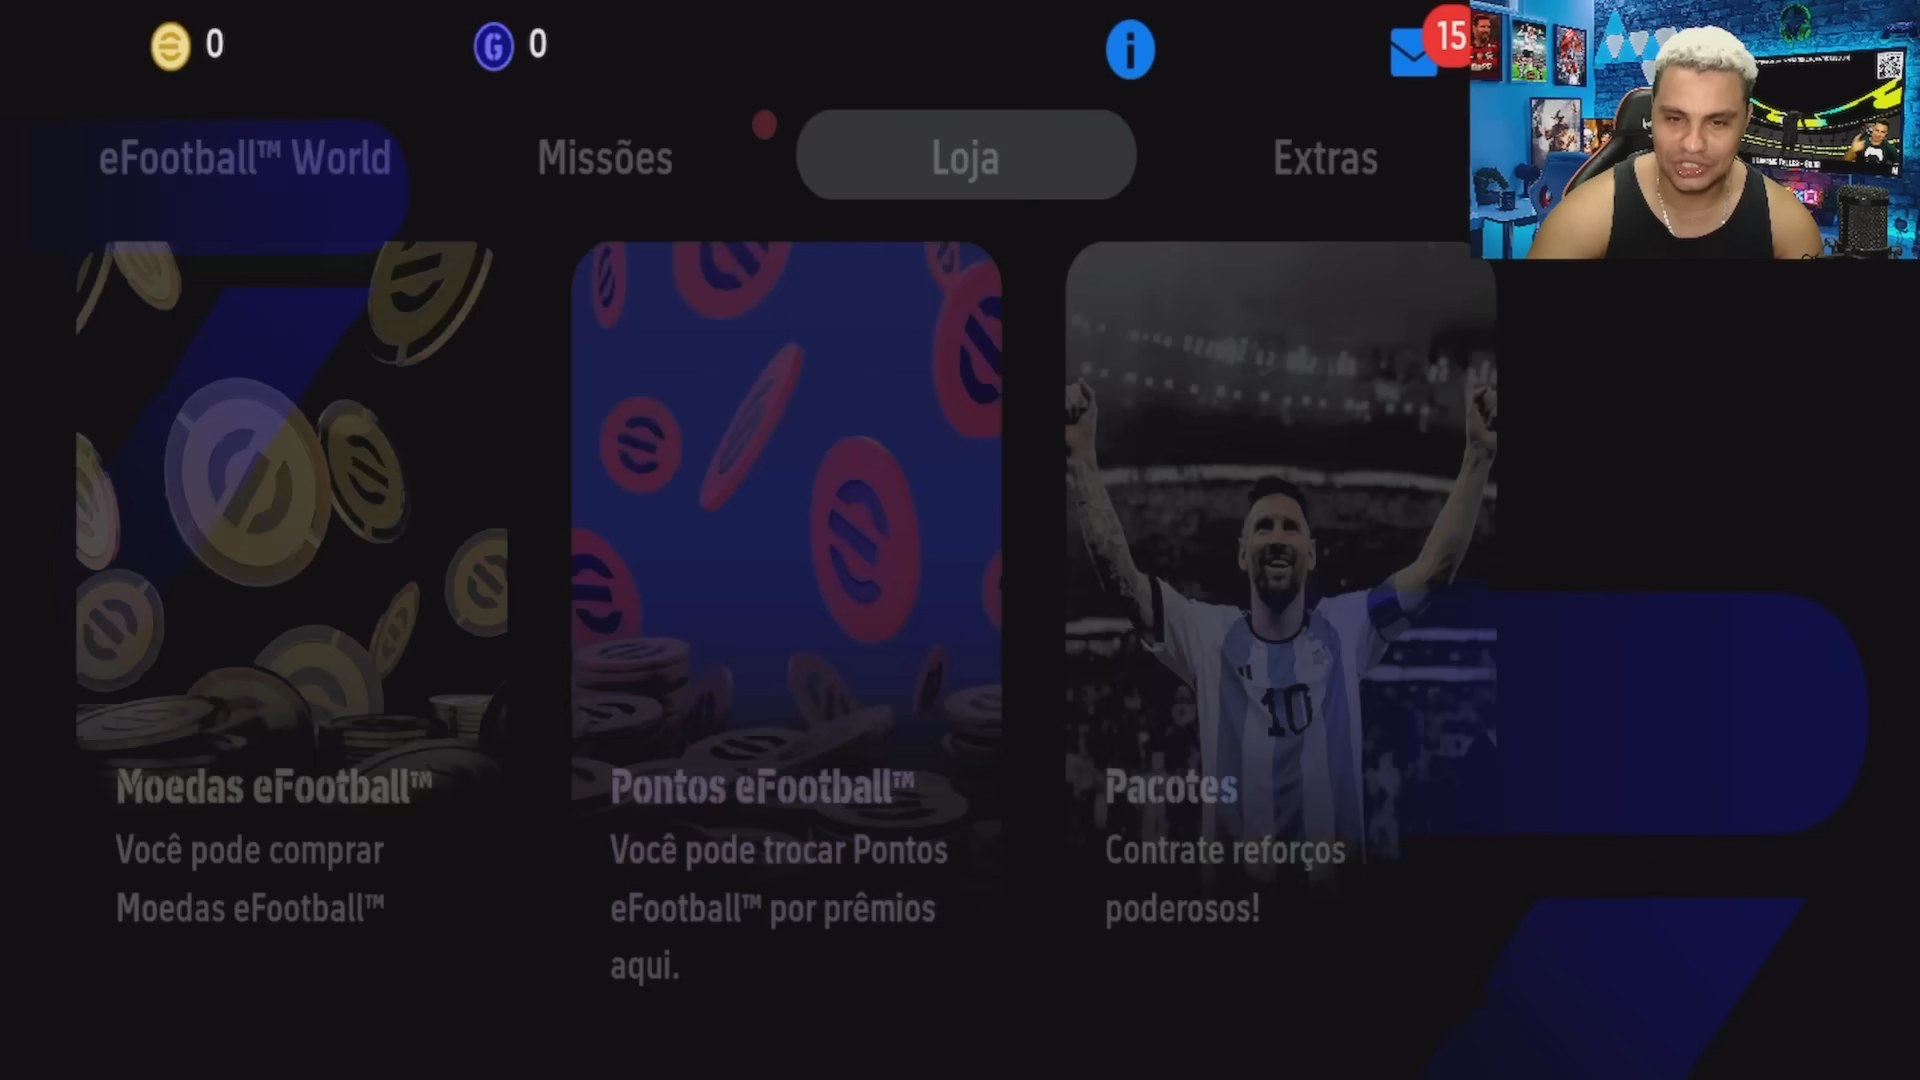 0
0
15
eFootball™ World
Missões
Loja
Extras
Moedas eFootball™
Você pode comprar
Moedas eFootball™
Pontos eFootball™
Você pode trocar Pontos
eFootball™ por prêmios
aqui.
10
Pacotes
Contrate reforços
poderosos!